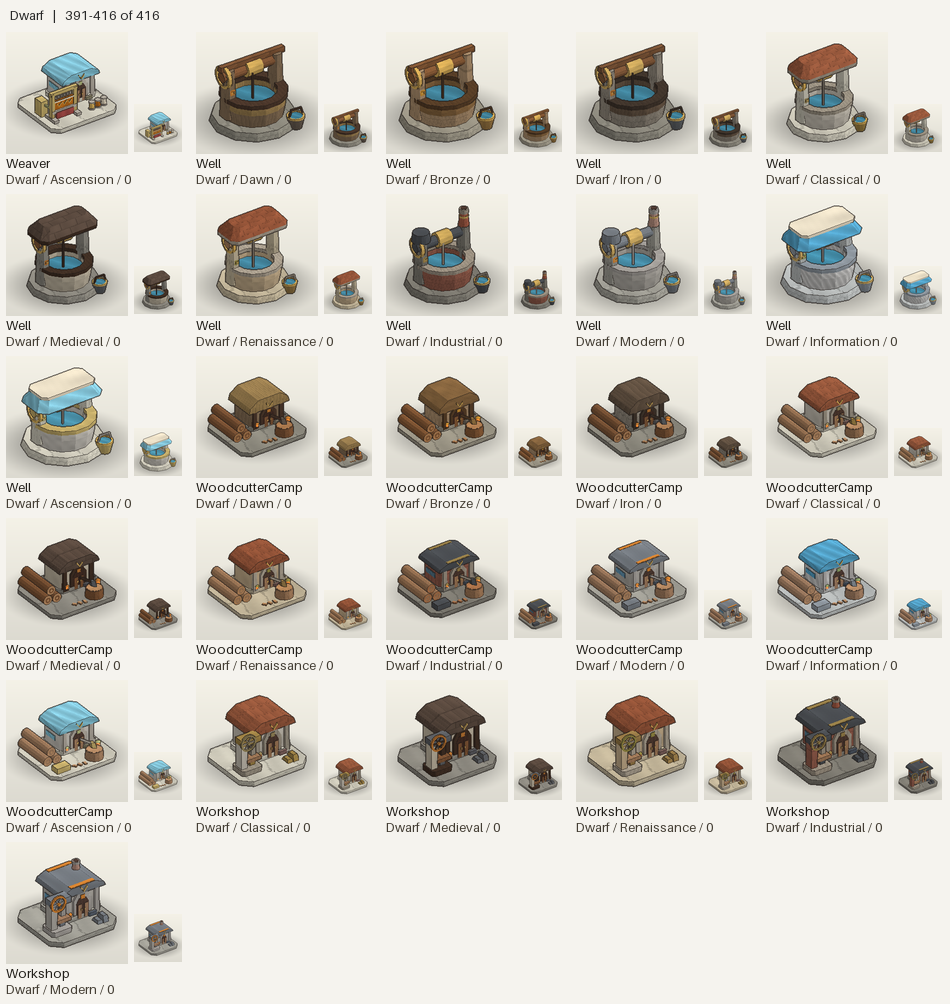 Dwarf | 391-416 of 416
Weaver
Dwarf / Ascension / 0
Well
Dwarf / Dawn / 0
Well
Dwarf / Bronze / 0
Well
Dwarf / Iron / 0
Well
Dwarf / Classical / 0
Well
Dwarf / Medieval / 0
Well
Dwarf / Renaissance / 0
Well
Dwarf / Industrial / 0
Well
Dwarf / Modern / 0
Well
Dwarf / Information / 0
Well
Dwarf / Ascension / 0
WoodcutterCamp
Dwarf / Dawn / 0
WoodcutterCamp
Dwarf / Bronze / 0
WoodcutterCamp
Dwarf / Iron / 0
WoodcutterCamp
Dwarf / Classical / 0
WoodcutterCamp
Dwarf / Medieval / 0
WoodcutterCamp
Dwarf / Renaissance / 0
WoodcutterCamp
Dwarf / Industrial / 0
WoodcutterCamp
Dwarf / Modern / 0
WoodcutterCamp
Dwarf / Information / 0
WoodcutterCamp
Dwarf / Ascension / 0
Workshop
Dwarf / Classical / 0
Workshop
Dwarf / Medieval / 0
Workshop
Dwarf / Renaissance / 0
Workshop
Dwarf / Industrial / 0
Workshop
Dwarf / Modern / 0